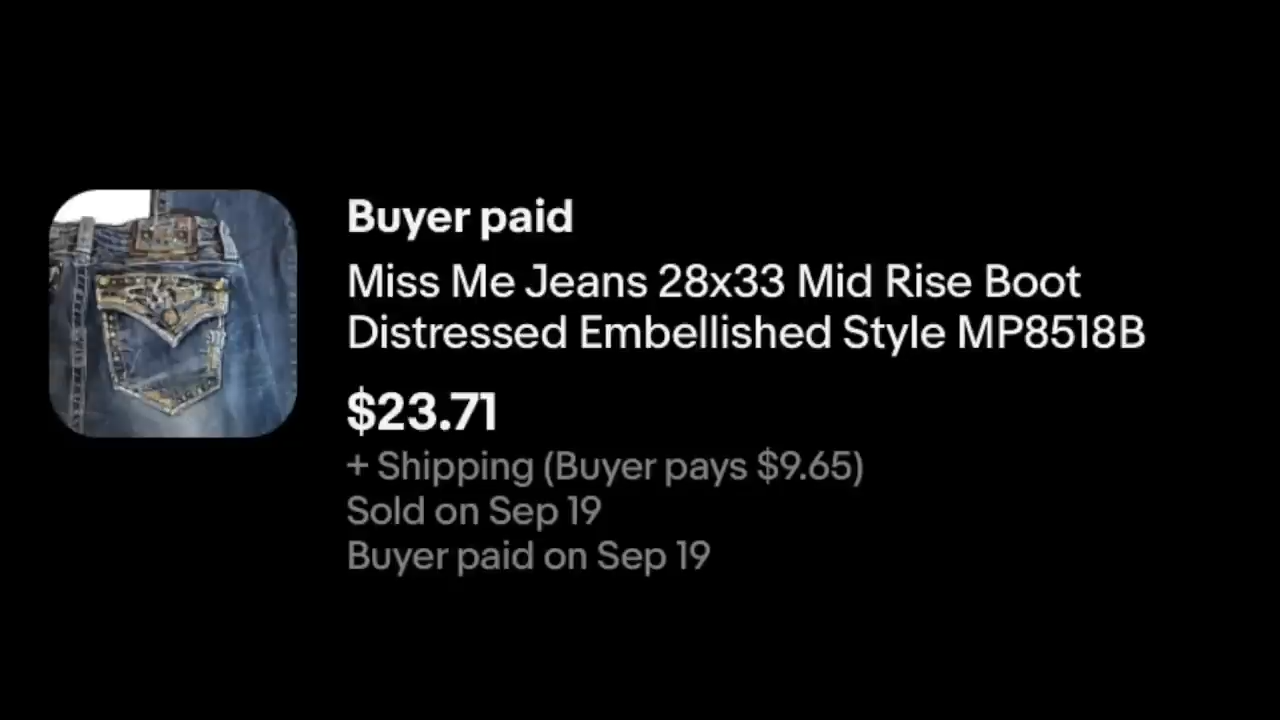 Buyer paid
Miss Me Jeans 28x33 Mid Rise Boot
Distressed Embellished Style MP8518B
$23.71
+ Shipping (Buyer pays $9.65)
Sold on Sep 19
Buyer paid on Sep 19